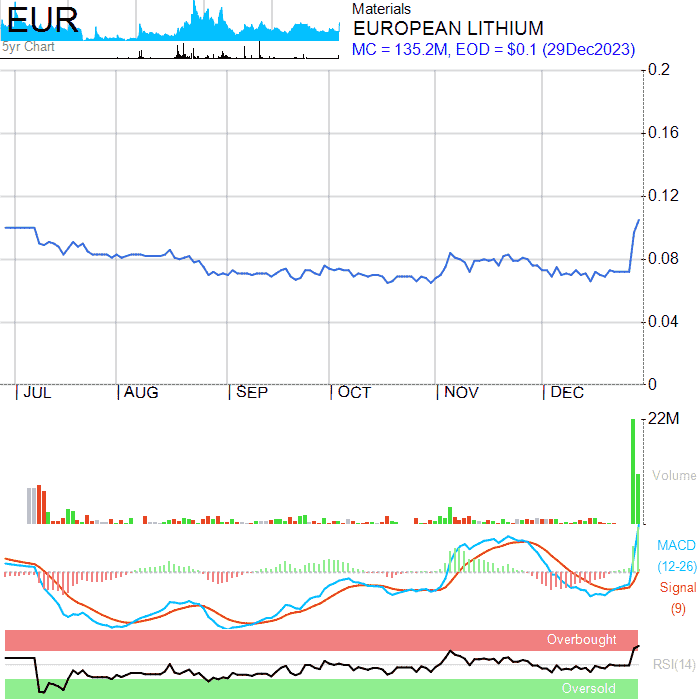 EUR
5yr Chart
Materials
EUROPEAN LITHIUM
MC = 135.2M, EOD = $0.1 (29Dec2023)
0.2
0.16
0.12
0.08
0.04
0
JUL
AUG
SEP
OCT
NOV
DEC
22M
Volume
MACD
(12-26)
Signal
(9)
Overbought
RSI(14)
Oversold